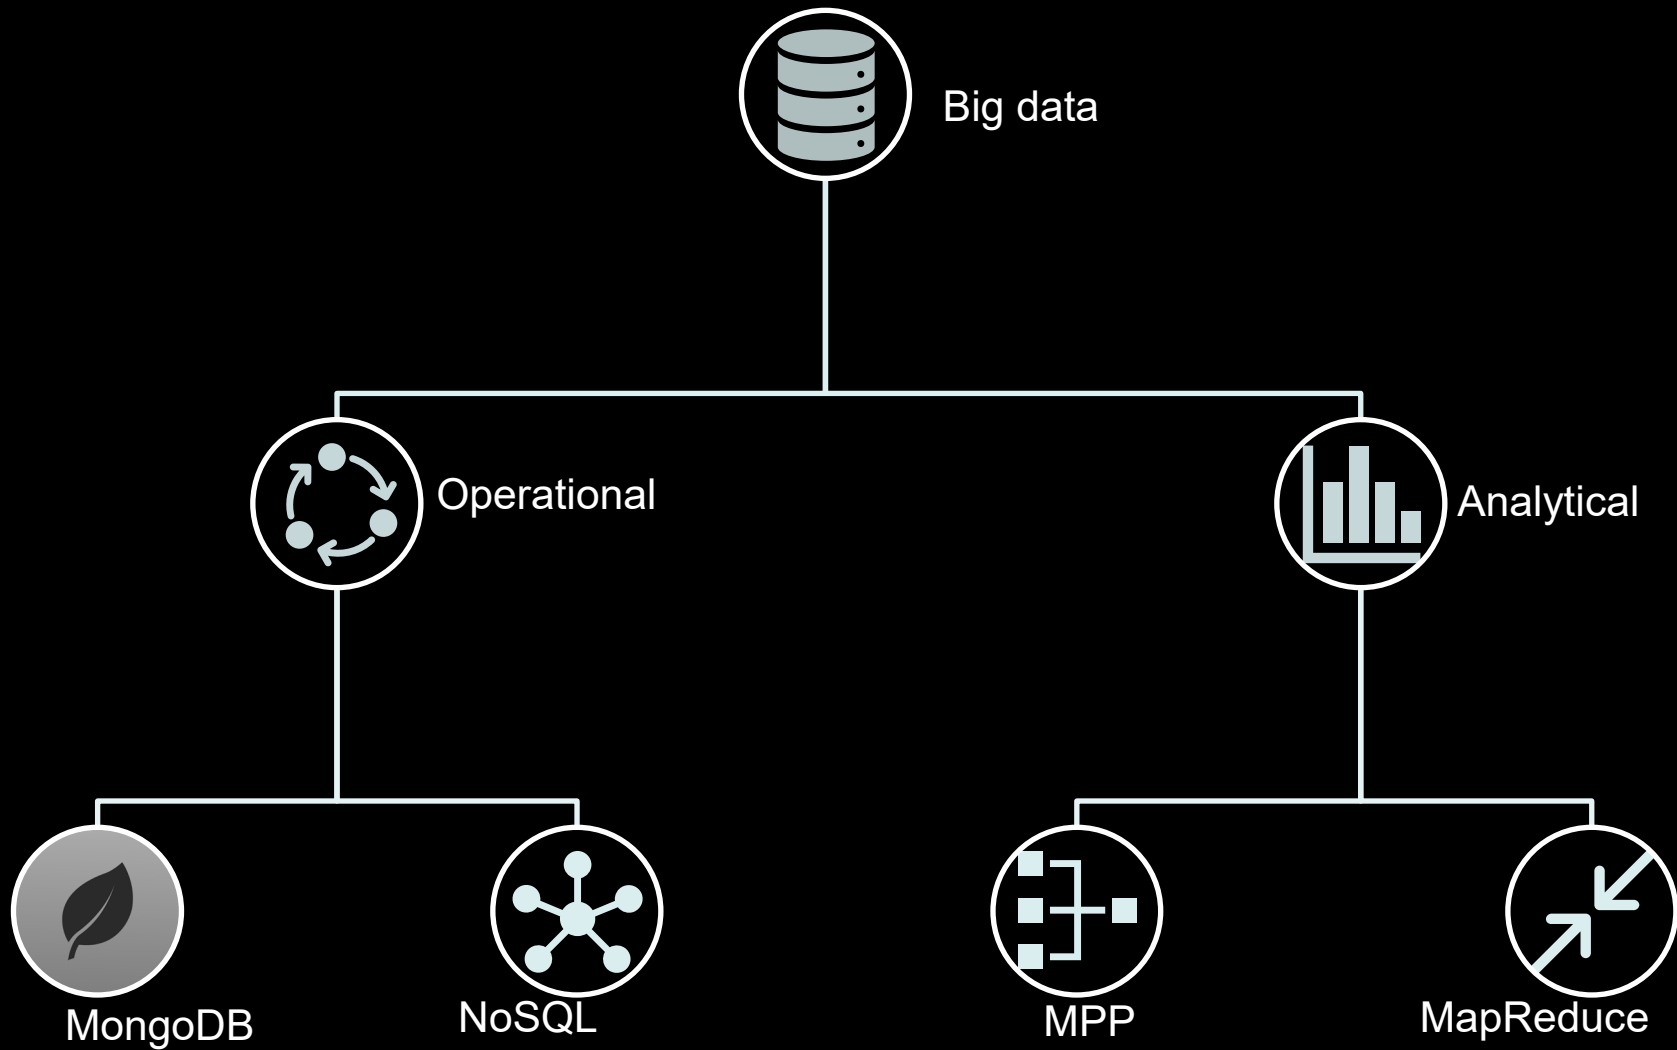 Big data
Operational
Analytical
MongoDB
NoSQL
MPP
MapReduce